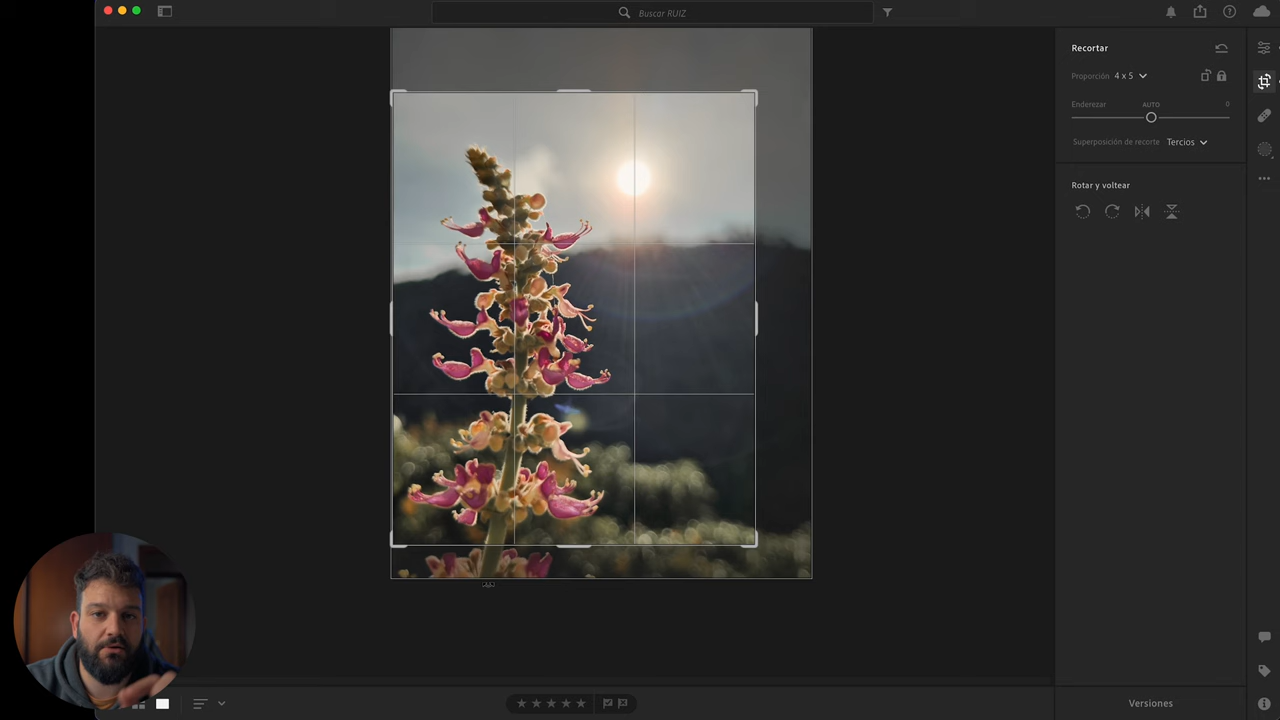 Buscar RUIZ
Recortar
Proporción 4 x 5
Enderezar AUTO 0
Superposición de recorte Tercios
Rotar y voltear
Versiones